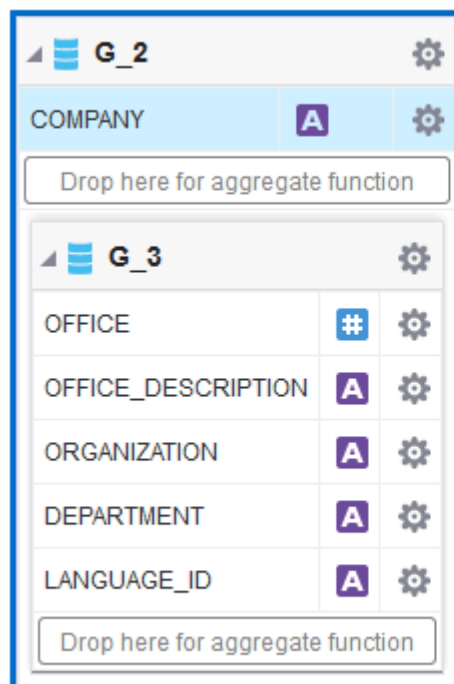 G_2
COMPANY A
Drop here for aggregate function
G_3
OFFICE #
OFFICE_DESCRIPTION A
ORGANIZATION A
DEPARTMENT A
LANGUAGE_ID A
Drop here for aggregate function